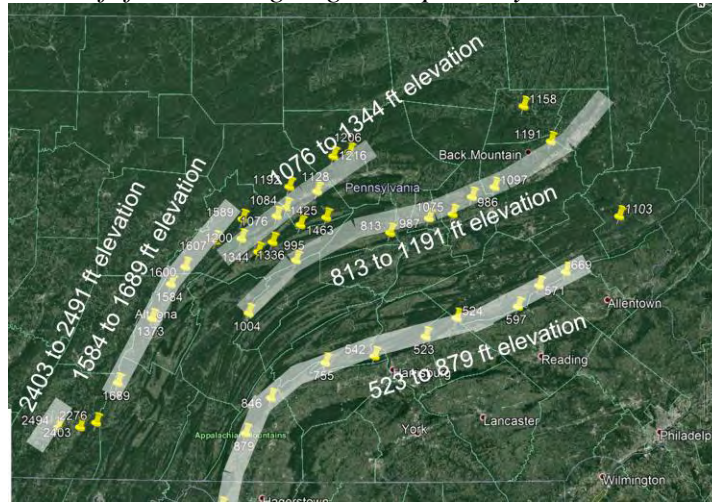 1158
1206
1216
1191
Back Mountain
1076 to 1344 ft elevation
1192
1128
Pennsylvania
1097
1589
1084
986
1076
1425
1075
1103
1463
813
987
1200
995
1607
1344
1336
813 to 1191 ft elevation
2403 to 2491 ft elevation
1584 to 1689 ft elevation
1600
669
1584
571
Altoona
1004
Allentown
1373
524
597
523
542
Reading
755
Harrisburg
523 to 879 ft elevation
1689
846
2276
2494
Lancaster
2403
York
Appalachian Mountains
879
Philadelp
Wilmington
Hagerstown